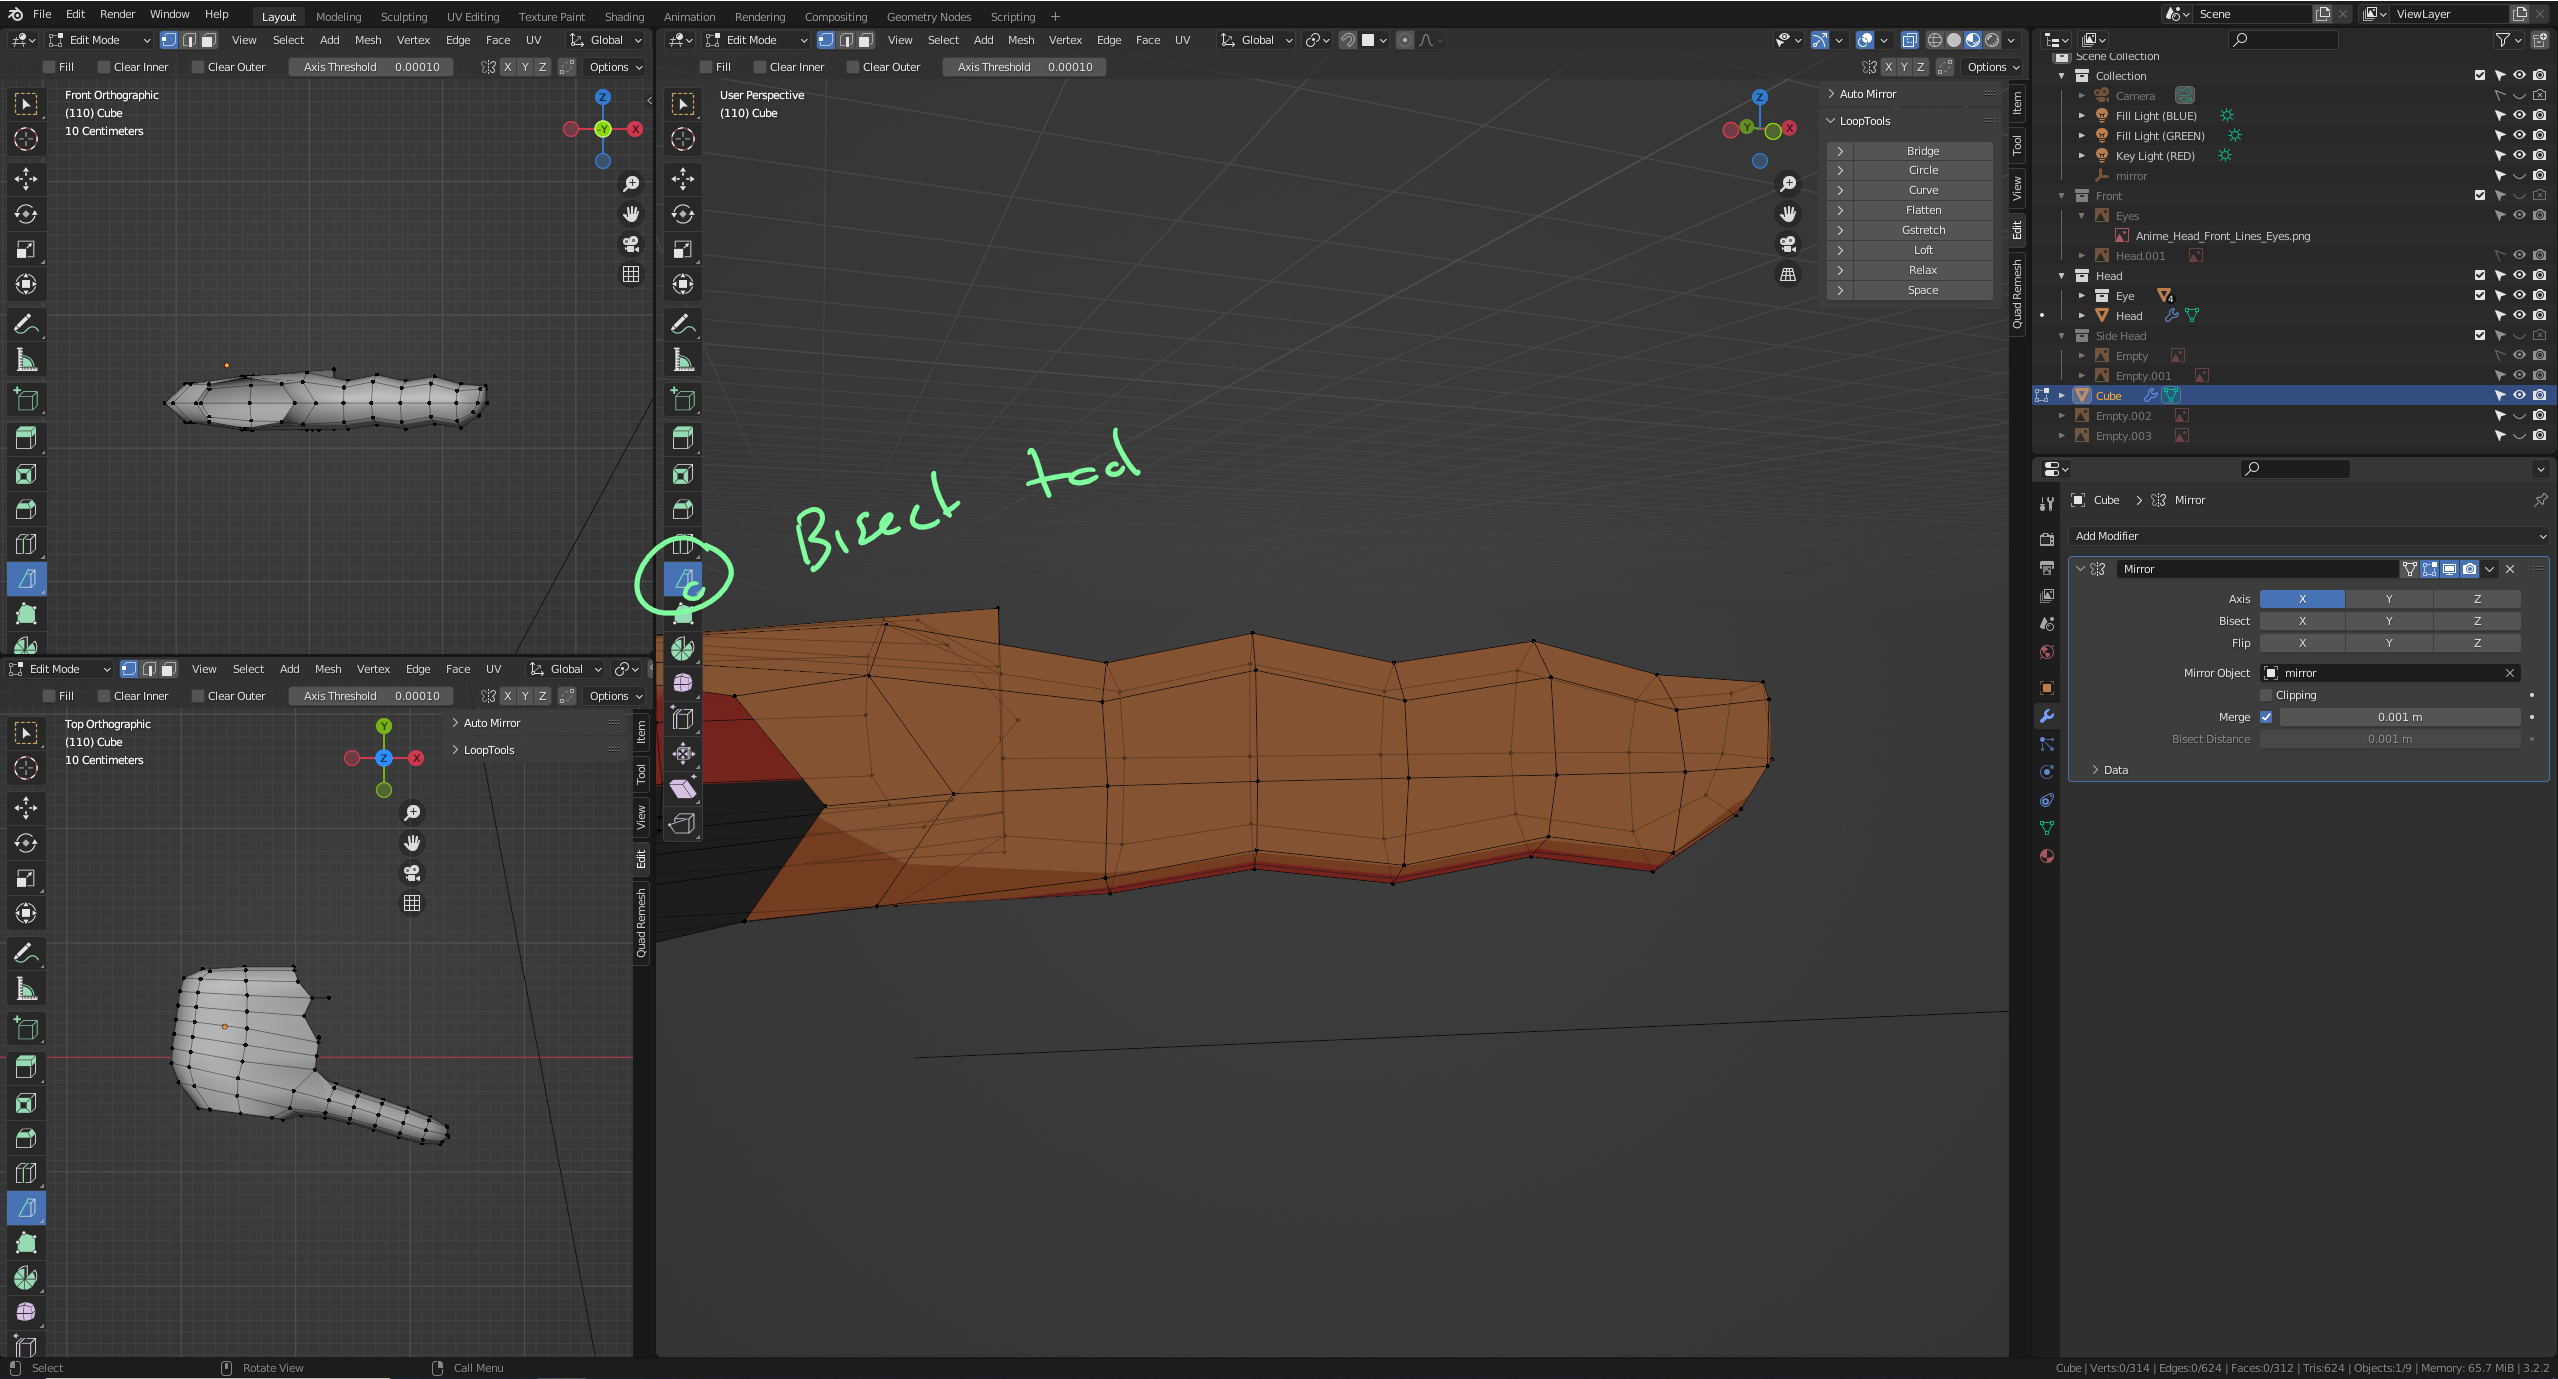 File Edit Render Window Help Layout Modeling Sculpting UV Editing Texture Paint Shading Animation Rendering Compositing Geometry Nodes Scripting + Scene ViewLayer
Edit Mode View Select Add Mesh Vertex Edge Face UV Global
Fill Clear Inner Clear Outer Axis Threshold 0.00010 X Y Z Options
Front Orthographic
(110) Cube
10 Centimeters
Z
-Y X
Edit Mode View Select Add Mesh Vertex Edge Face UV Global
Fill Clear Inner Clear Outer Axis Threshold 0.00010 X Y Z Options
User Perspective
(110) Cube
Z
Y X
Auto Mirror
LoopTools
Bridge
Circle
Curve
Flatten
Gstretch
Loft
Relax
Space
Item
Tool
View
Edit
Quad Remesh
Bisect tool
Edit Mode View Select Add Mesh Vertex Edge Face UV Global
Fill Clear Inner Clear Outer Axis Threshold 0.00010 X Y Z Options
Top Orthographic
(110) Cube
10 Centimeters
Y
Z X
Auto Mirror
LoopTools
Item
Tool
View
Edit
Quad Remesh
Scene Collection
Collection
Camera
Fill Light (BLUE)
Fill Light (GREEN)
Key Light (RED)
mirror
Front
Eyes
Anime_Head_Front_Lines_Eyes.png
Head.001
Head
Eye 4
Head
Side Head
Empty
Empty.001
Cube
Empty.002
Empty.003
Cube > Mirror
Add Modifier
Mirror
Axis X Y Z
Bisect X Y Z
Flip X Y Z
Mirror Object mirror
Clipping
Merge 0.001 m
Bisect Distance 0.001 m
Data
Select Rotate View Call Menu Cube | Verts:0/314 | Edges:0/624 | Faces:0/312 | Tris:624 | Objects:1/9 | Memory: 65.7 MiB | 3.2.2